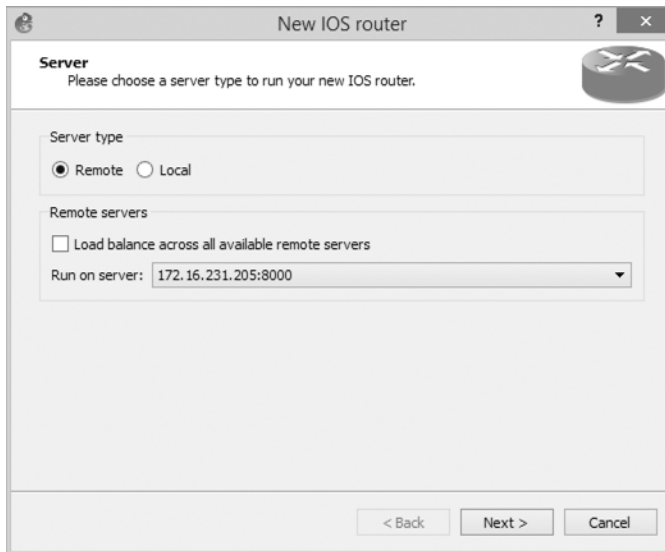 New IOS router
? ×
Server
Please choose a server type to run your new IOS router.
Server type
Remote Local
Remote servers
Load balance across all available remote servers
Run on server: 172.16.231.205:8000
< Back Next > Cancel